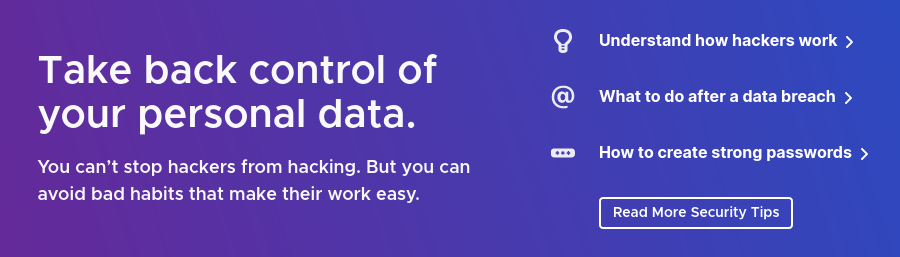 Take back control of
your personal data.
You can’t stop hackers from hacking. But you can
avoid bad habits that make their work easy.
Understand how hackers work
What to do after a data breach
How to create strong passwords
Read More Security Tips